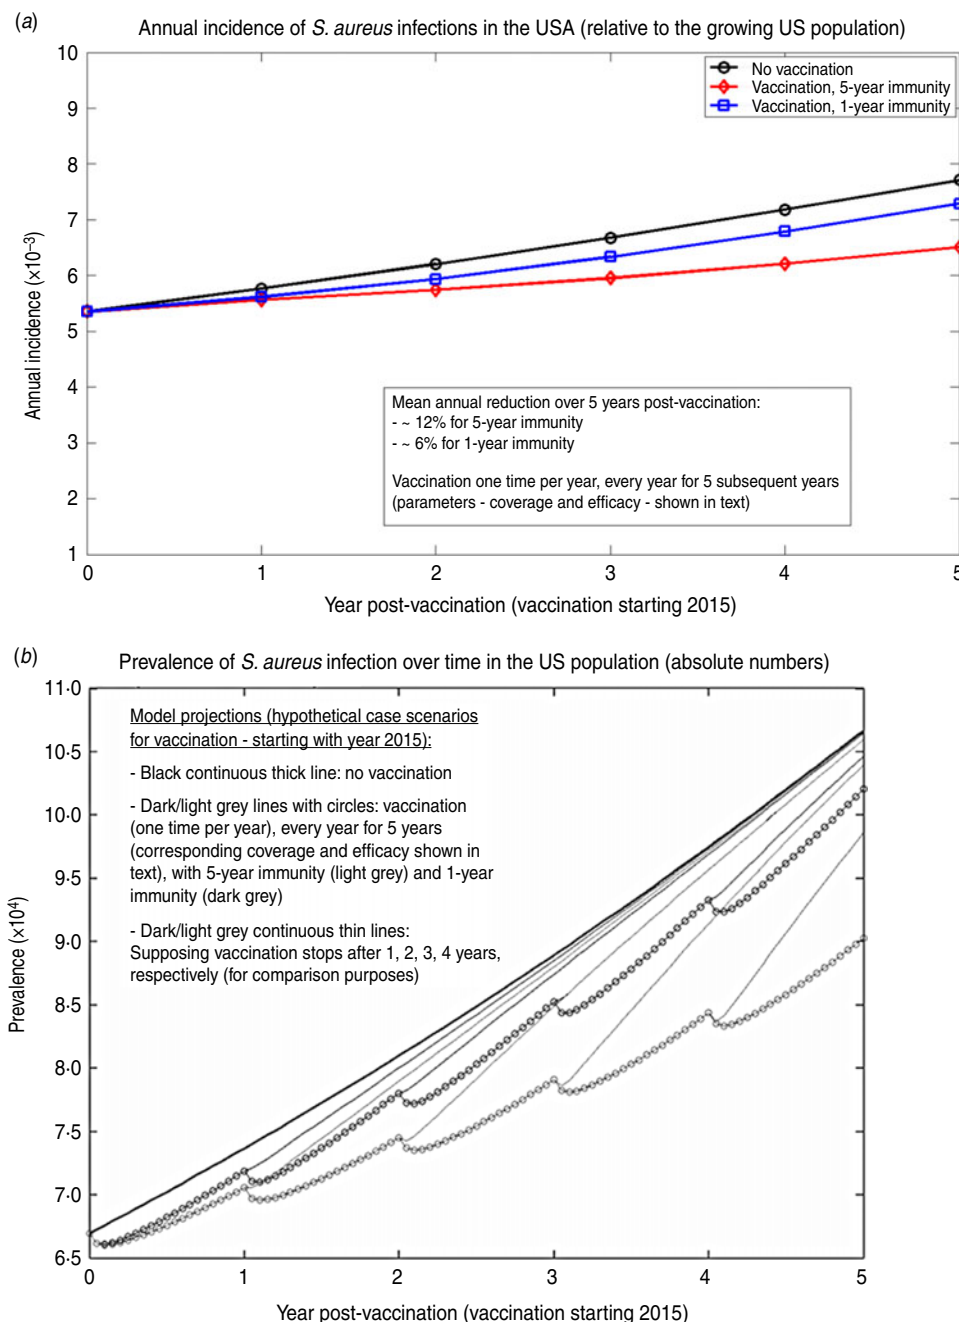 (a)
Annual incidence of S. aureus infections in the USA (relative to the growing US population)
10
9
8
7
6
5
4
3
2
1
Annual incidence (x10⁻³)
No vaccination
Vaccination, 5-year immunity
Vaccination, 1-year immunity
Mean annual reduction over 5 years post-vaccination:
- ~ 12% for 5-year immunity
- ~ 6% for 1-year immunity
Vaccination one time per year, every year for 5 subsequent years
(parameters - coverage and efficacy - shown in text)
0 1 2 3 4 5
Year post-vaccination (vaccination starting 2015)
(b)
Prevalence of S. aureus infection over time in the US population (absolute numbers)
11·0
10·5
10·0
9·5
9·0
8·5
8·0
7·5
7·0
6·5
Prevalence (x10⁴)
Model projections (hypothetical case scenarios
for vaccination - starting with year 2015):
- Black continuous thick line: no vaccination
- Dark/light grey lines with circles: vaccination
(one time per year), every year for 5 years
(corresponding coverage and efficacy shown in
text), with 5-year immunity (light grey) and 1-year
immunity (dark grey)
- Dark/light grey continuous thin lines:
Supposing vaccination stops after 1, 2, 3, 4 years,
respectively (for comparison purposes)
0 1 2 3 4 5
Year post-vaccination (vaccination starting 2015)